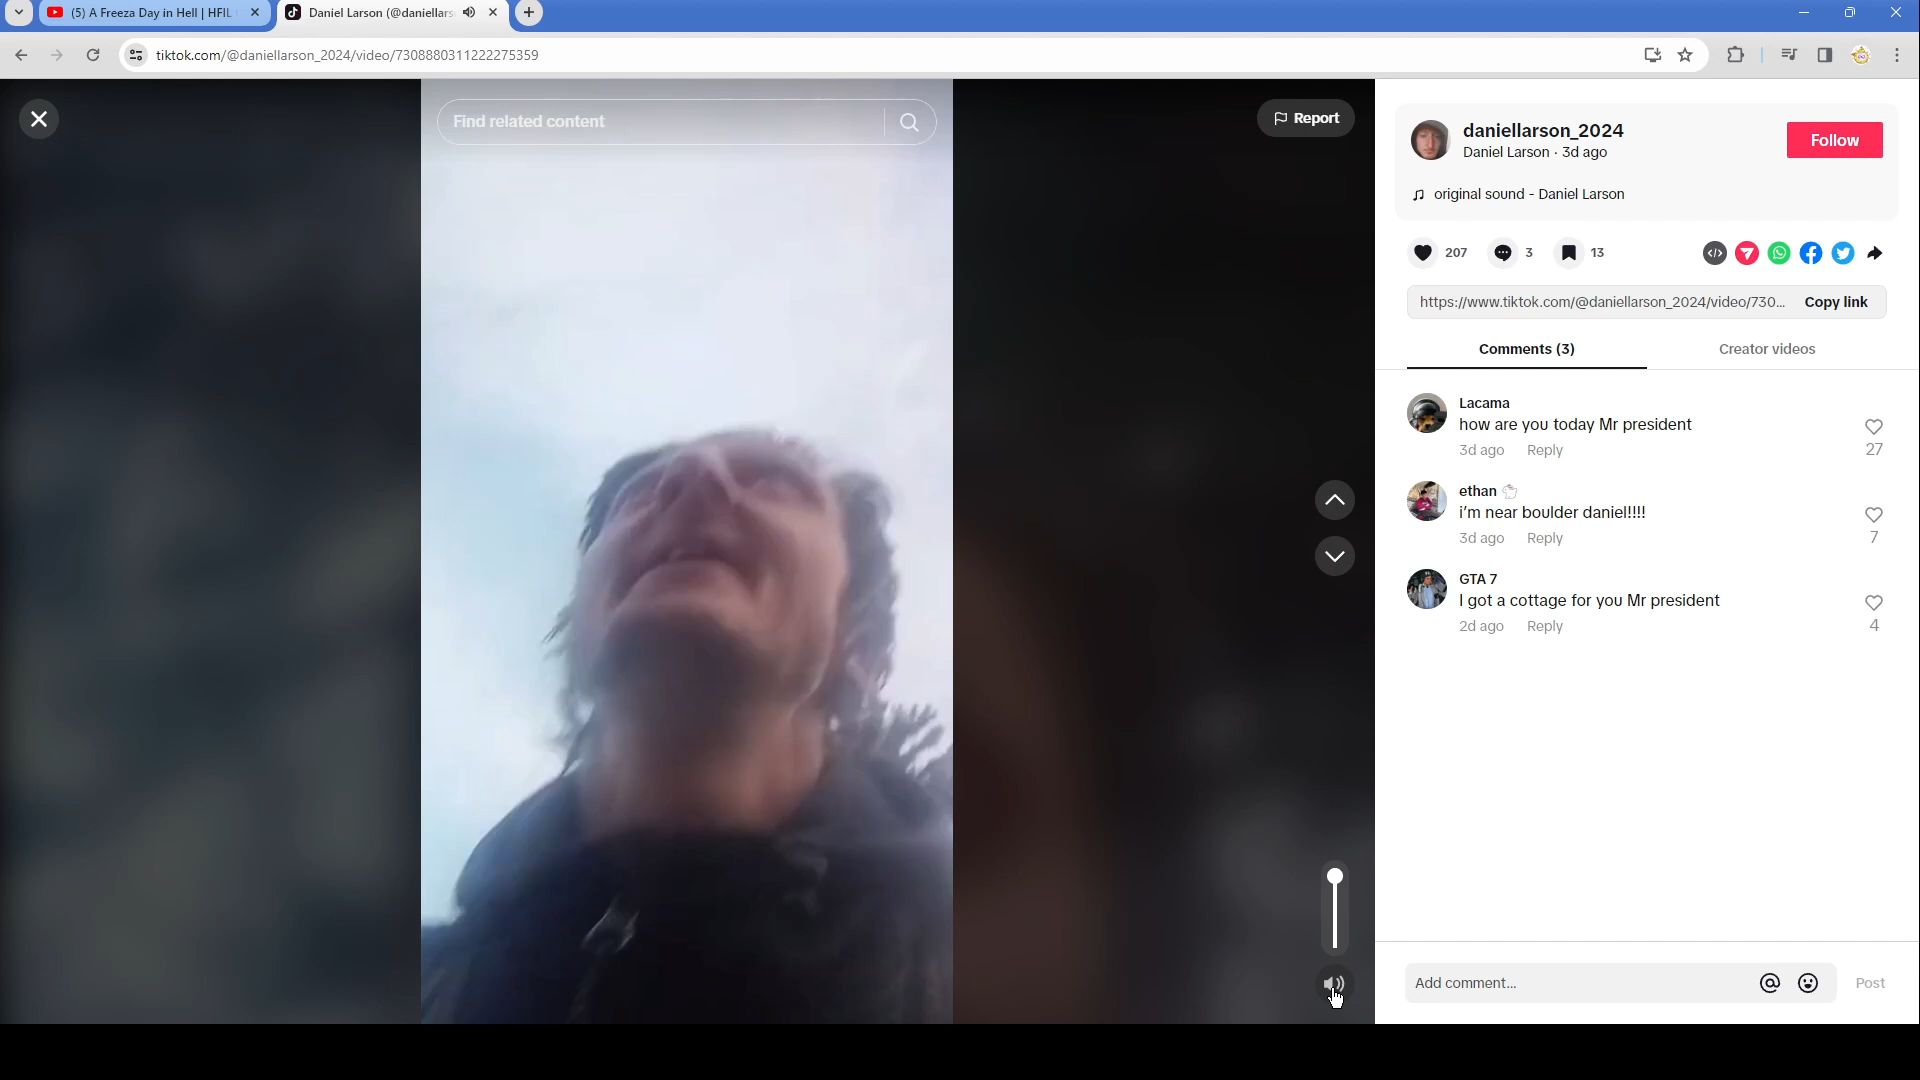 (5) A Freeza Day in Hell | HFIL
Daniel Larson (@daniellars
tiktok.com/@daniellarson_2024/video/7308880311222275359
Find related content
Report
daniellarson_2024
Daniel Larson · 3d ago
Follow
original sound - Daniel Larson
207
3
13
https://www.tiktok.com/@daniellarson_2024/video/730...
Copy link
Comments (3)
Creator videos
Lacama
how are you today Mr president
3d ago Reply
27
ethan 🐇
i'm near boulder daniel!!!!
3d ago Reply
7
GTA 7
I got a cottage for you Mr president
2d ago Reply
4
Add comment...
Post